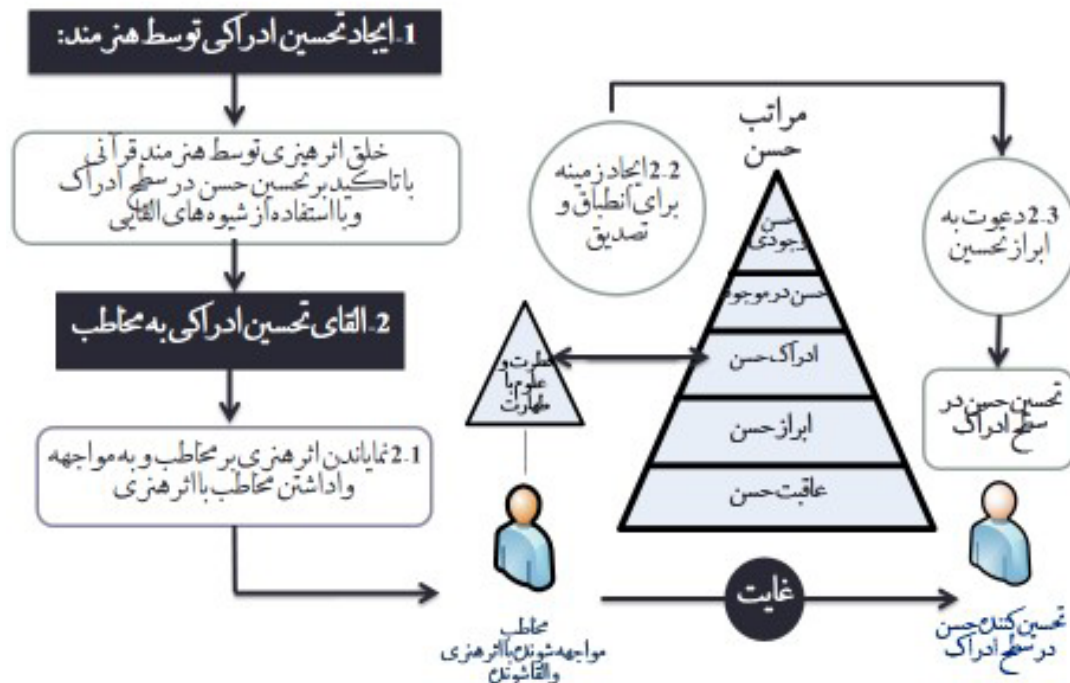 1- ایجاد تحسین ادراکی توسط هنرمند:
خلق اثر هنری توسط هنرمند قرآنی
با تاکید بر تحسین حسن در سطح ادراک
و با استفاده از شیوه های القایی
2- القای تحسین ادراکی به مخاطب
2.1 نمایاندن اثر هنری بر مخاطب و به مواجهه
واداشتن مخاطب با اثر هنری
مخاطب
مواجهه شونده با اثر هنری
و القا شونده
فطرت و
علوم با
طهارت
2.2 ایجاد زمینه
برای انطباق و
تصدیق
مراتب
حسن
حسن
وجودی
حسن در موجود
ادراک حسن
ابراز حسن
عاقبت حسن
2.3 دعوت به
ابراز تحسین
تحسین حسن در
سطح ادراک
غایت
تحسین کننده حسن
در سطح ادراک